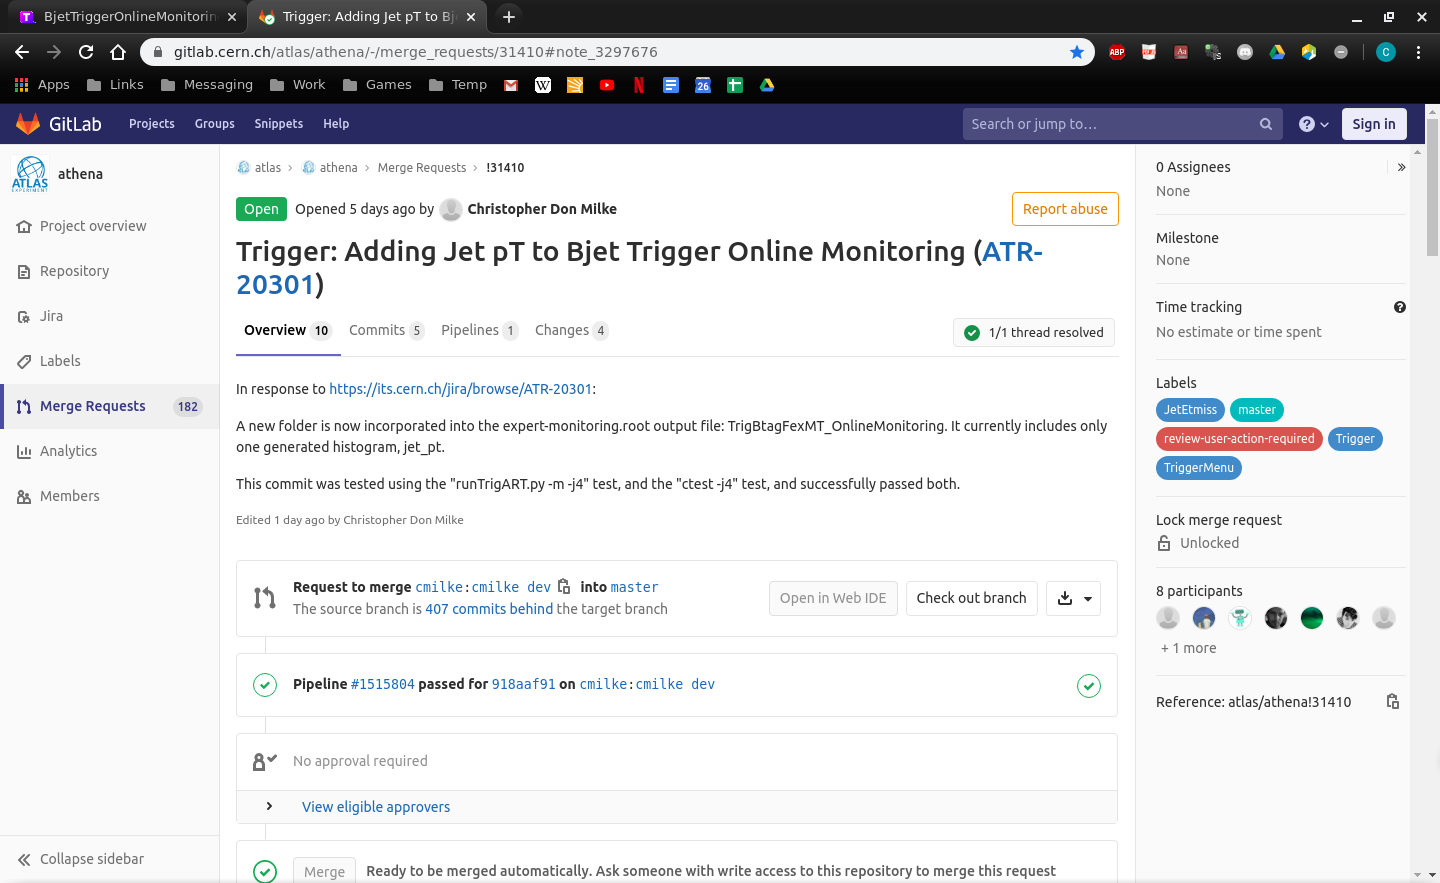 BjetTriggerOnlineMonitorin
Trigger: Adding Jet pT to Bj
gitlab.cern.ch/atlas/athena/-/merge_requests/31410#note_3297676
ABP
Aa
C
Apps Links Messaging Work Games Temp
W
26
GitLab Projects Groups Snippets Help Search or jump to… Sign in
ATLAS
EXPERIMENT
athena
Project overview
Repository
Jira
Labels
Merge Requests 182
Analytics
Members
Collapse sidebar
atlas › athena › Merge Requests › !31410
Open Opened 5 days ago by Christopher Don Milke Report abuse
Trigger: Adding Jet pT to Bjet Trigger Online Monitoring (ATR-
20301)
Overview 10 Commits 5 Pipelines 1 Changes 4 1/1 thread resolved
In response to https://its.cern.ch/jira/browse/ATR-20301:
A new folder is now incorporated into the expert-monitoring.root output file: TrigBtagFexMT_OnlineMonitoring. It currently includes only
one generated histogram, jet_pt.
This commit was tested using the "runTrigART.py -m -j4" test, and the "ctest -j4" test, and successfully passed both.
Edited 1 day ago by Christopher Don Milke
Request to merge cmilke:cmilke dev into master
The source branch is 407 commits behind the target branch
Open in Web IDE Check out branch
Pipeline #1515804 passed for 918aaf91 on cmilke:cmilke dev
No approval required
View eligible approvers
Merge Ready to be merged automatically. Ask someone with write access to this repository to merge this request
0 Assignees
None
Milestone
None
Time tracking
No estimate or time spent
Labels
JetEtmiss master
review-user-action-required Trigger
TriggerMenu
Lock merge request
Unlocked
8 participants
+ 1 more
Reference: atlas/athena!31410